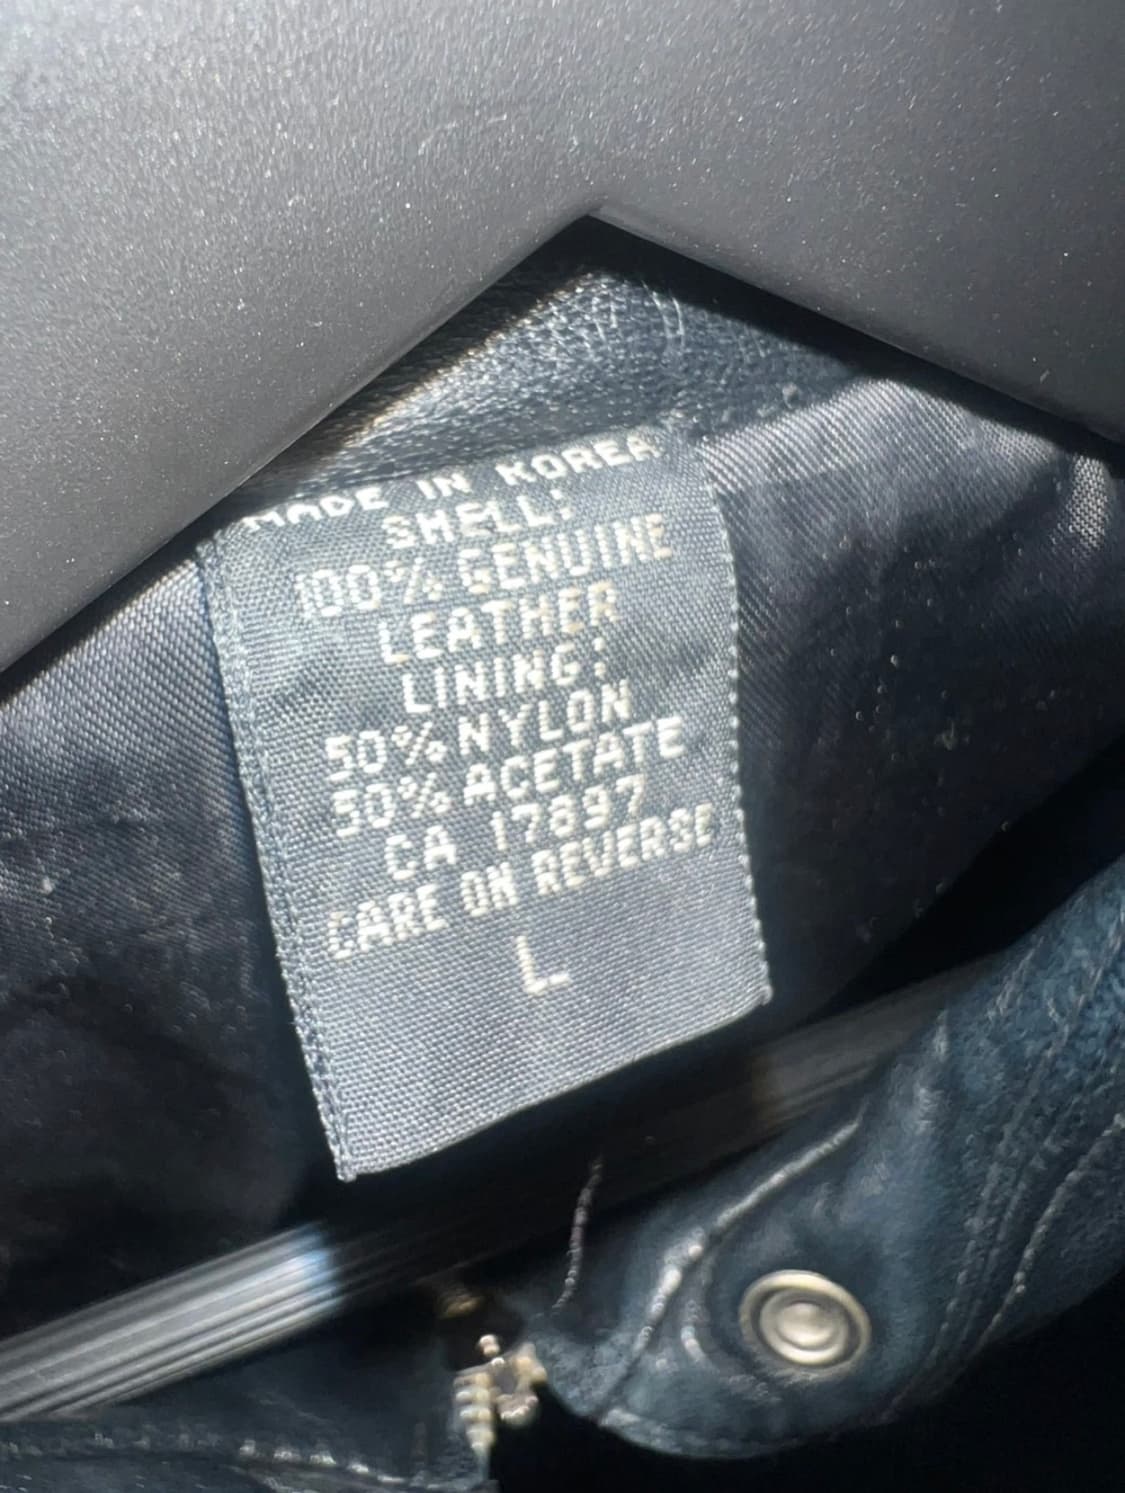 MADE IN KOREA
SHELL:
100% GENUINE
LEATHER
LINING:
50% NYLON
50% ACETATE
CA 17897
CARE ON REVERSE
L